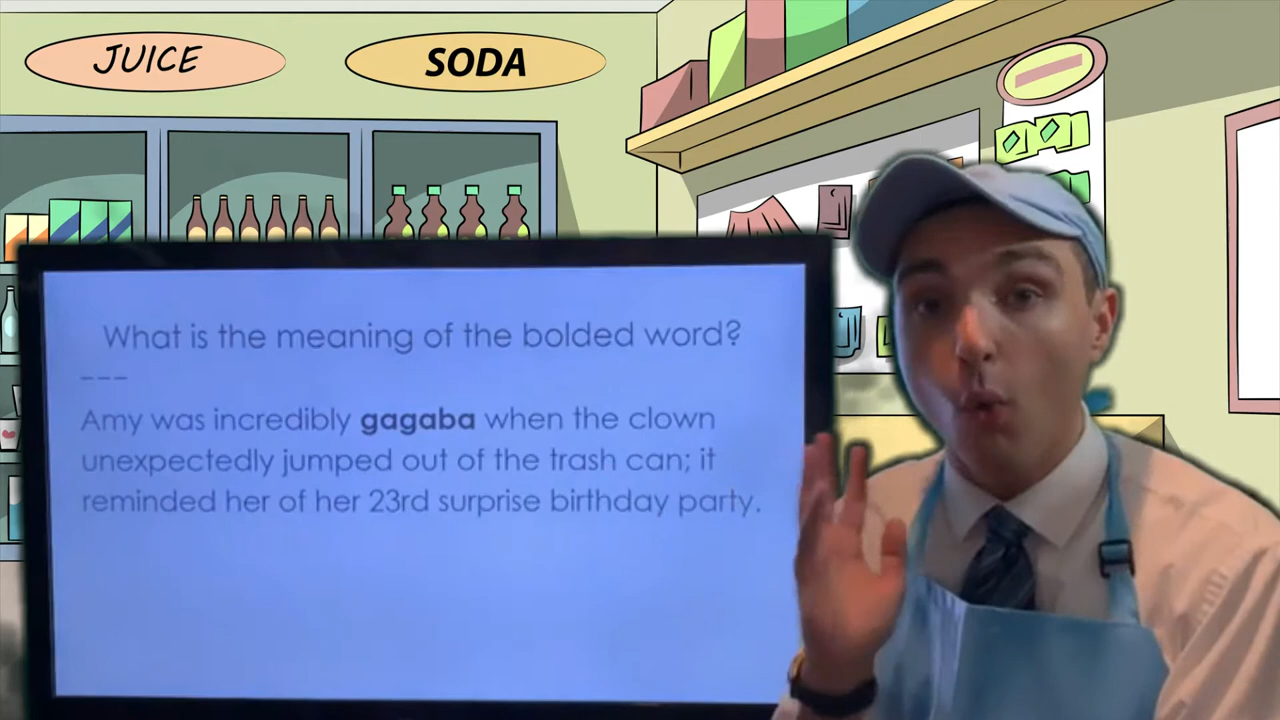 JUICE
SODA
What is the meaning of the bolded word?
---
Amy was incredibly gagaba when the clown
unexpectedly jumped out of the trash can; it
reminded her of her 23rd surprise birthday party.